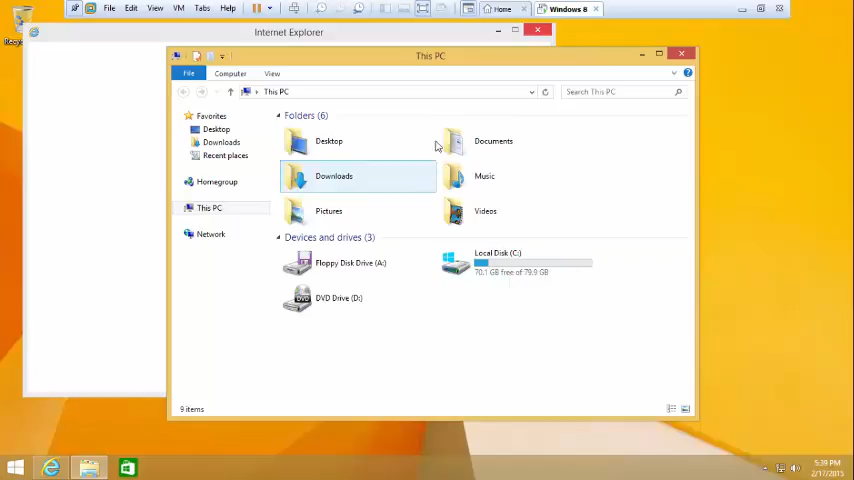 File Edit View VM Tabs Help Home Windows 8
Internet Explorer
This PC
File Computer View
This PC Search This PC
Favorites
Desktop
Downloads
Recent places
Homegroup
This PC
Network
Folders (6)
Desktop Documents
Downloads Music
Pictures Videos
Devices and drives (3)
Floppy Disk Drive (A:) Local Disk (C:)
70.1 GB free of 79.9 GB
DVD DVD Drive (D:)
9 items
5:39 PM
2/17/2015